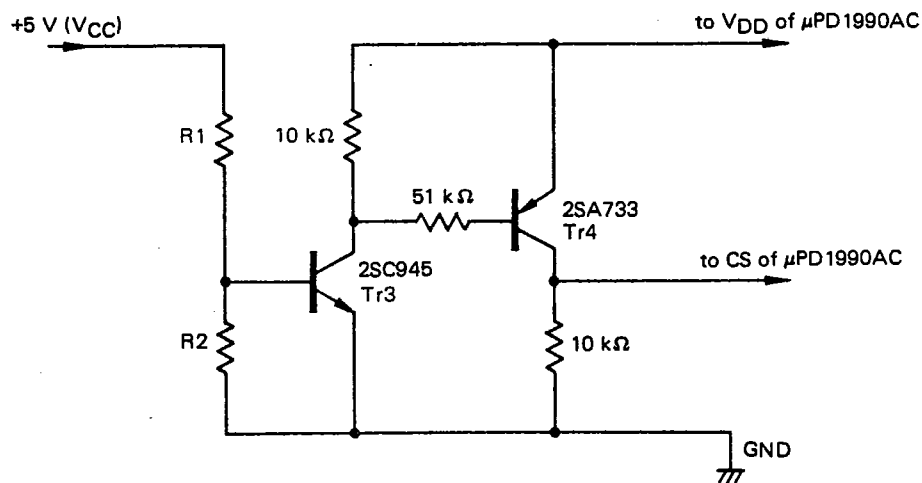 +5 V (VCC)
to VDD of μPD1990AC
R1
10 kΩ
51 kΩ
2SA733
Tr4
2SC945
Tr3
to CS of μPD1990AC
R2
10 kΩ
GND